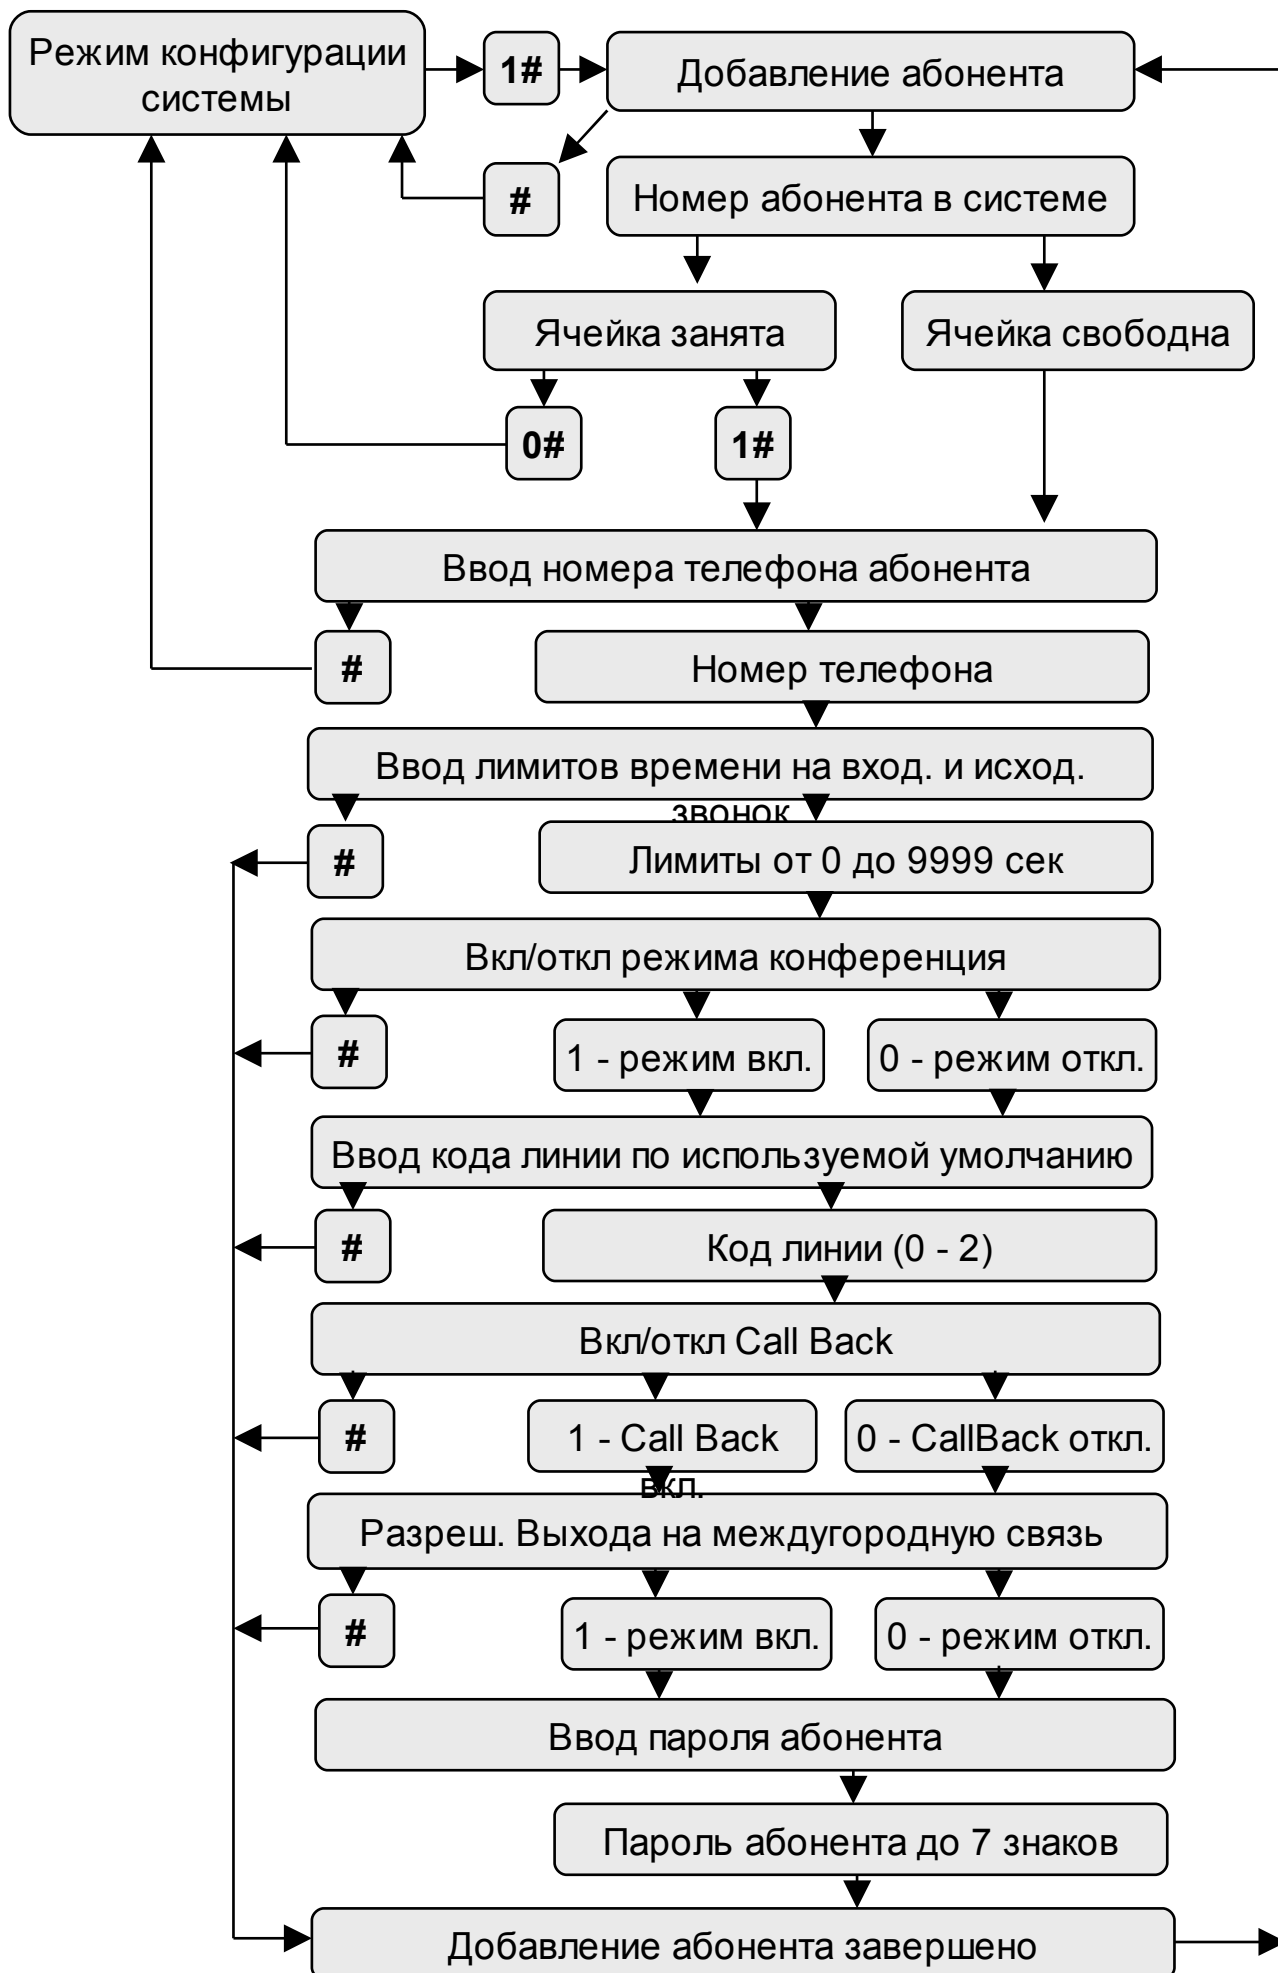 Режим конфигурации
системы
1#
Добавление абонента
#
Номер абонента в системе
Ячейка занята
Ячейка свободна
0#
1#
Ввод номера телефона абонента
#
Номер телефона
Ввод лимитов времени на вход. и исход.
звонок
#
Лимиты от 0 до 9999 сек
Вкл/откл режима конференция
#
1 - режим вкл.
0 - режим откл.
Ввод кода линии по используемой умолчанию
#
Код линии (0 - 2)
Вкл/откл Call Back
#
1 - Call Back
вкл.
0 - CallBack откл.
Разреш. Выхода на междугородную связь
#
1 - режим вкл.
0 - режим откл.
Ввод пароля абонента
Пароль абонента до 7 знаков
Добавление абонента завершено